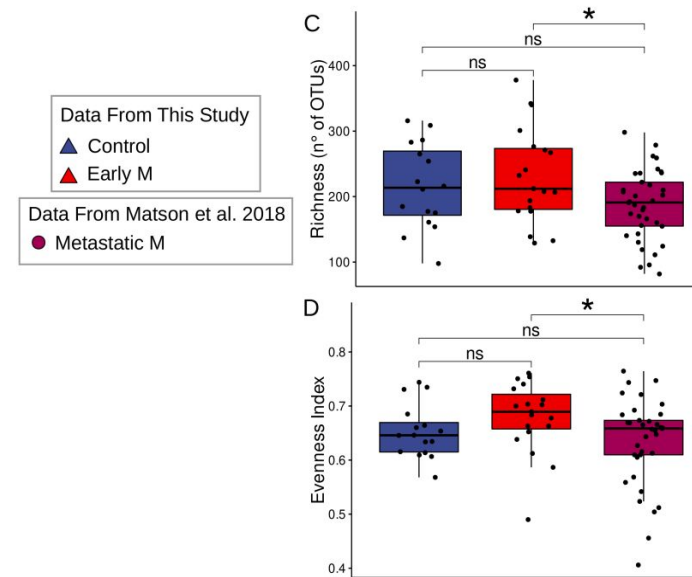 Data From This Study
Control
Early M
Data From Matson et al. 2018
Metastatic M
C
*
ns
ns
Richness (n° of OTUs)
400
300
200
100
D
*
ns
ns
Evenness Index
0.8
0.7
0.6
0.5
0.4